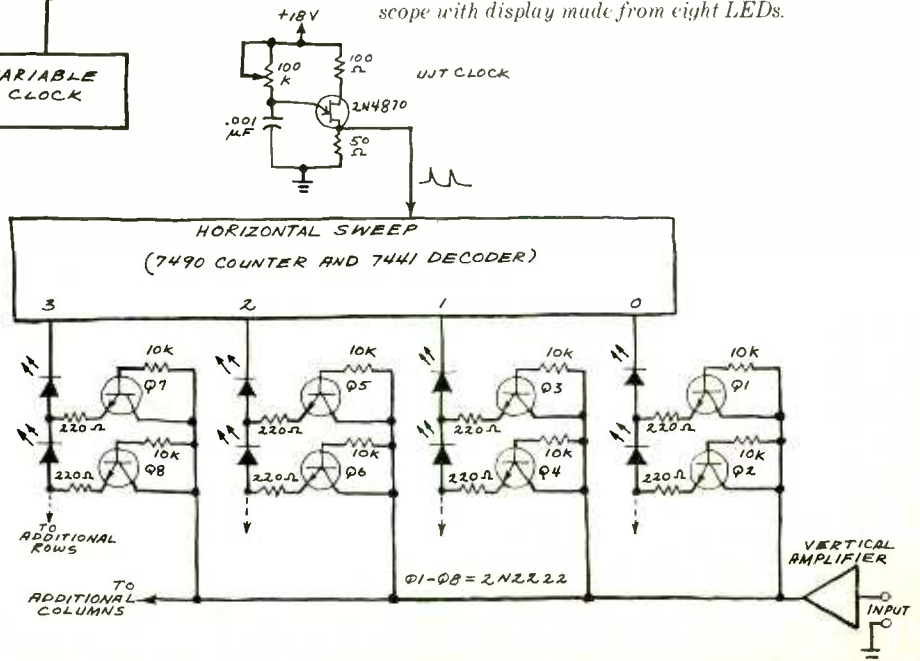 scope with display made from eight LEDs.
+18V
ARIABLE
CLOCK
100
K
100
Ω
UJT CLOCK
2N4870
.001
µF
50
Ω
HORIZONTAL SWEEP
(7490 COUNTER AND 7441 DECODER)
3 2 1 0
10K 10K 10K 10K
Q7 Q5 Q3 Q1
220Ω 220Ω 220Ω 220Ω
10K 10K 10K 10K
Q8 Q6 Q4 Q2
220Ω 220Ω 220Ω 220Ω
TO
ADDITIONAL
ROWS
VERTICAL
AMPLIFIER
TO
ADDITIONAL
COLUMNS
Q1-Q8 = 2N2222
INPUT